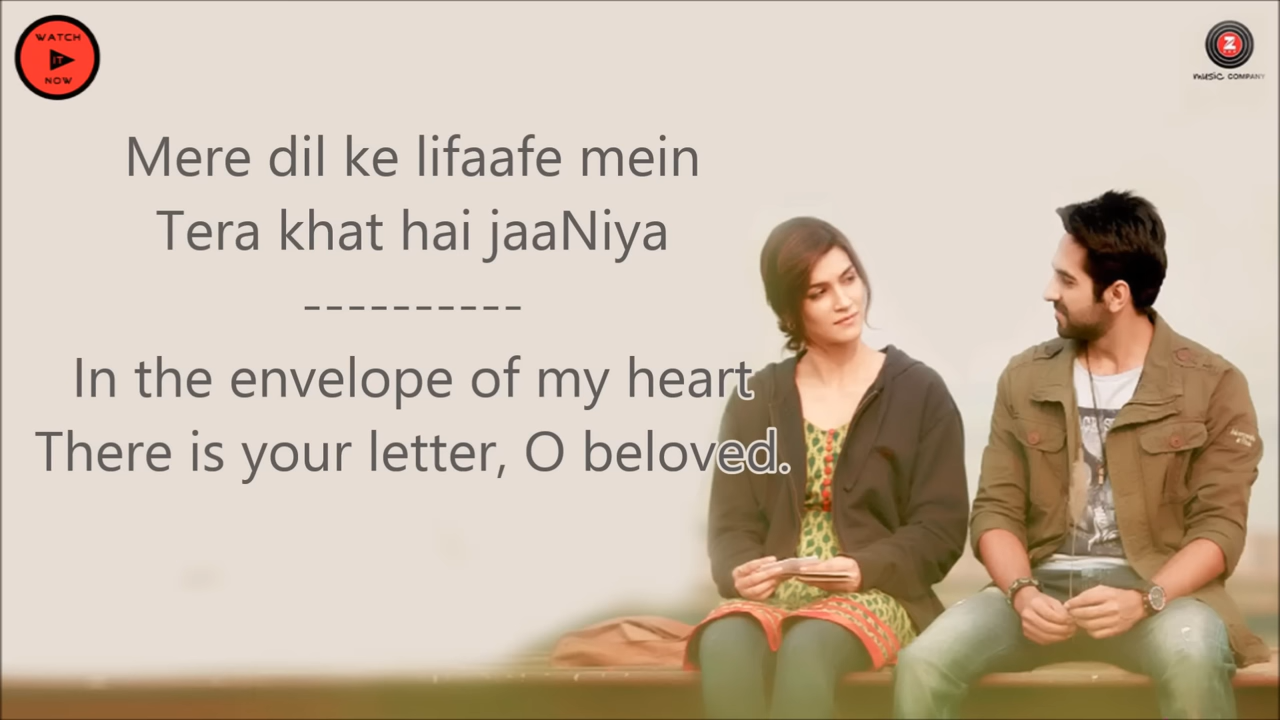 WATCH
IT
NOW
Z
music COMPANY
Mere dil ke lifaafe mein
Tera khat hai jaaNiya
----------
In the envelope of my heart
There is your letter, O beloved.